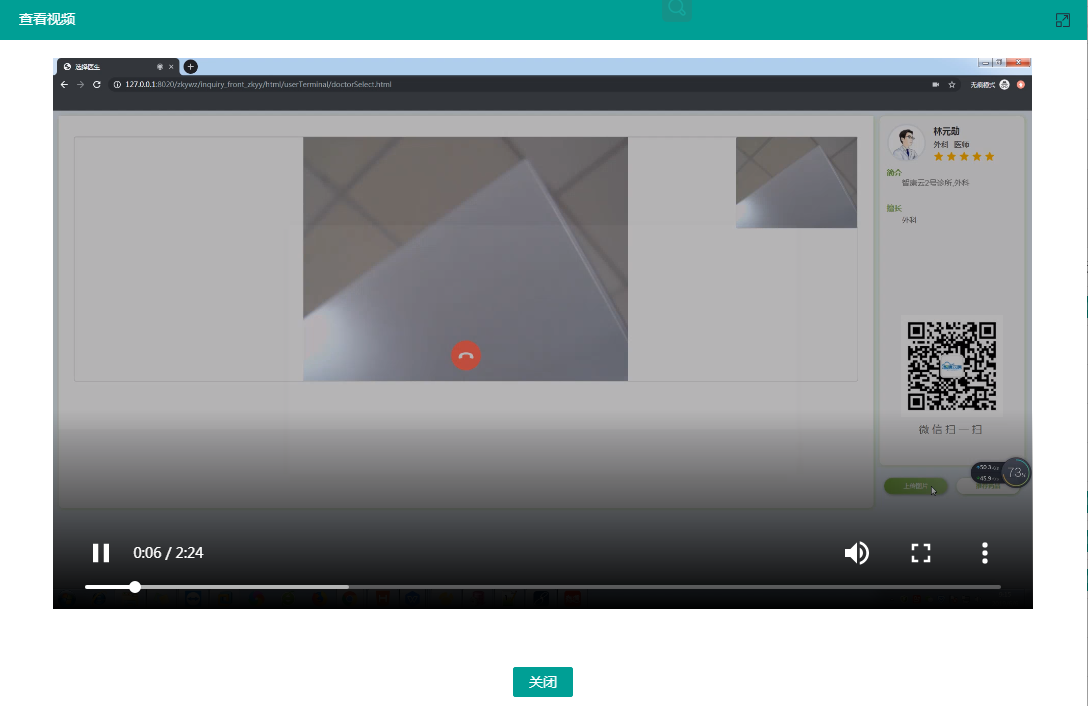 查看视频
选择医生
127.0.0.1:8020/zkywz/inquiry_front_zkyy/html/userTerminal/doctorSelect.html
无痕模式
林元勋
外科 医师
简介
智康云2号诊所_外科
擅长
外科
微信扫一扫
73%
上传图片
0:06 / 2:24
关闭